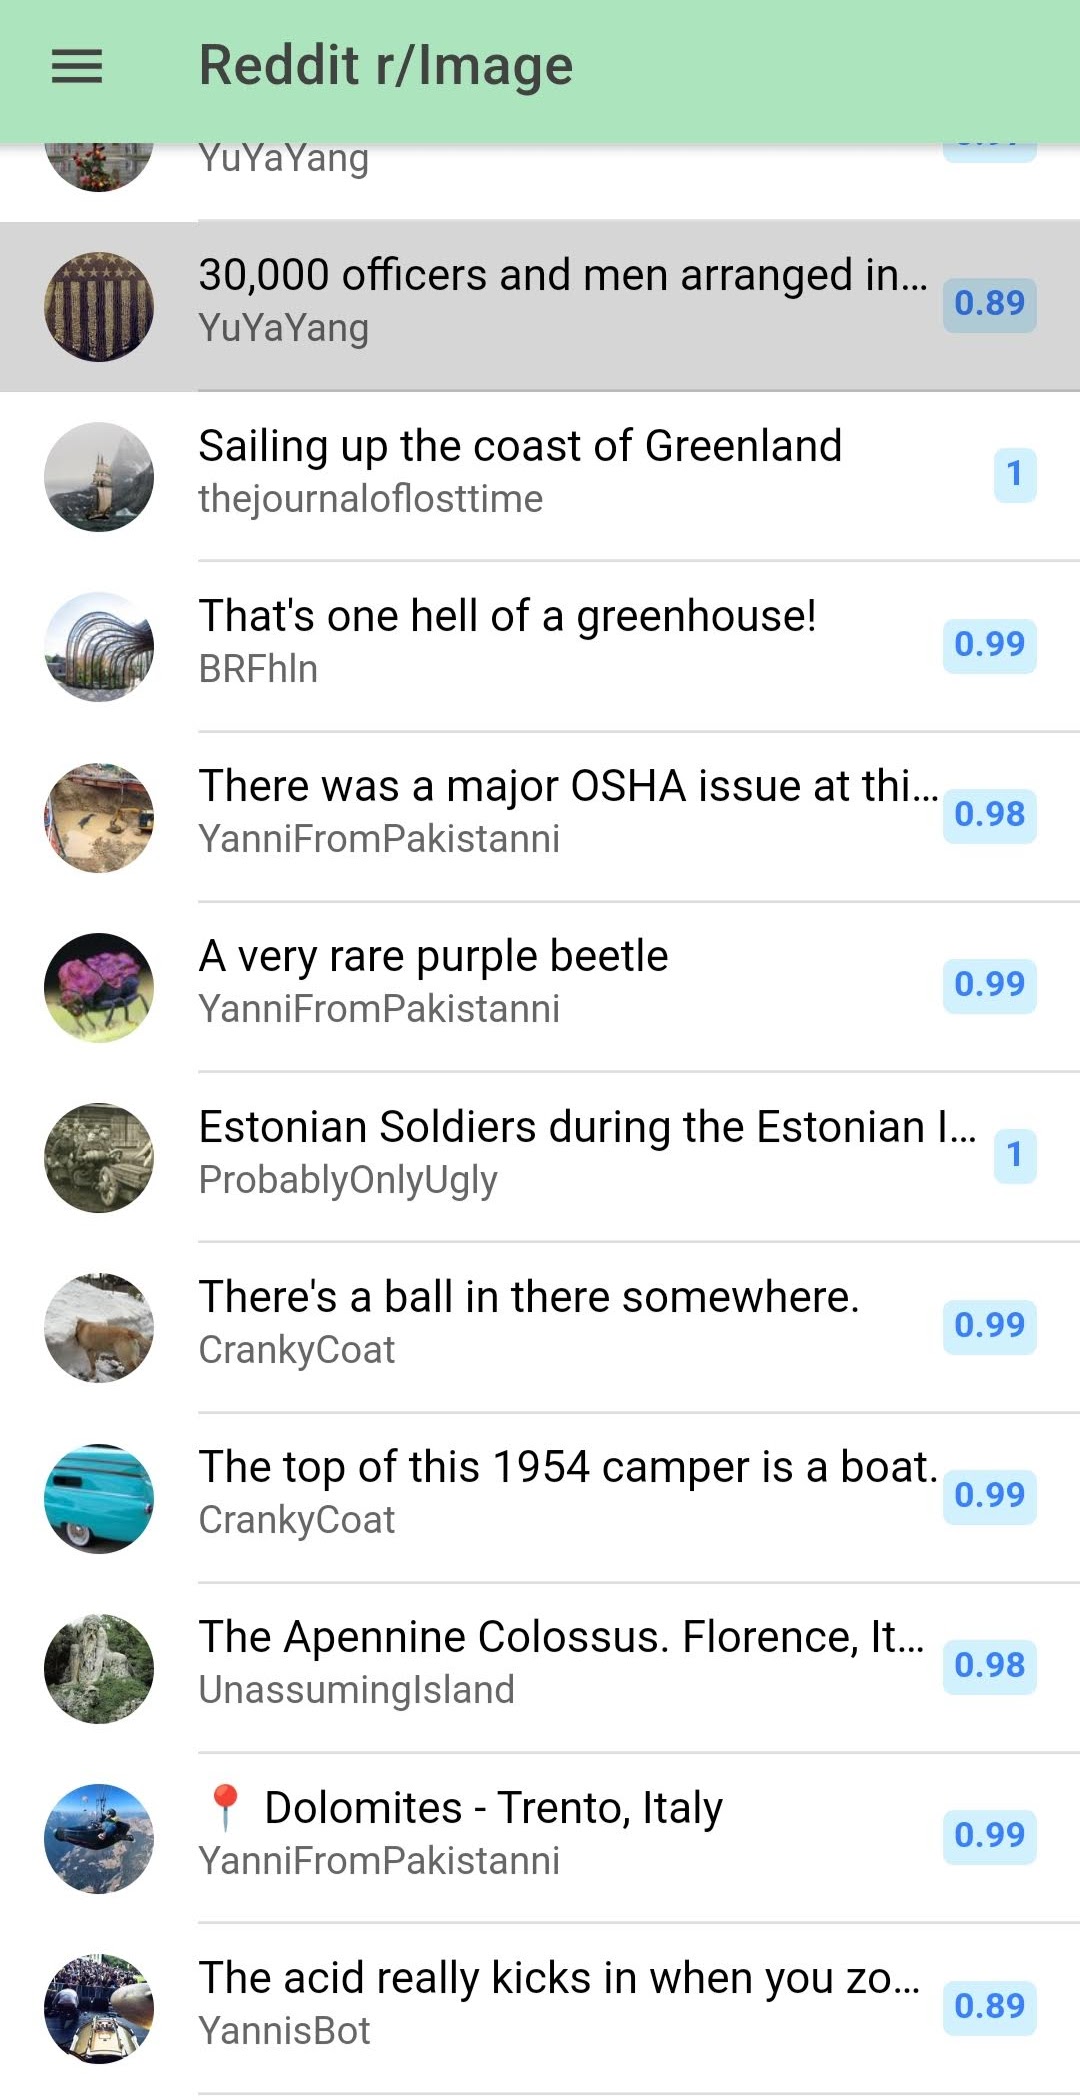 Reddit r/Image
YuYaYang
30,000 officers and men arranged in...
YuYaYang
0.89
Sailing up the coast of Greenland
thejournaloflosttime
1
That's one hell of a greenhouse!
BRFhln
0.99
There was a major OSHA issue at thi...
YanniFromPakistanni
0.98
A very rare purple beetle
YanniFromPakistanni
0.99
Estonian Soldiers during the Estonian I...
ProbablyOnlyUgly
1
There's a ball in there somewhere.
CrankyCoat
0.99
The top of this 1954 camper is a boat.
CrankyCoat
0.99
The Apennine Colossus. Florence, It...
UnassumingIsland
0.98
📍 Dolomites - Trento, Italy
YanniFromPakistanni
0.99
The acid really kicks in when you zo...
YannisBot
0.89